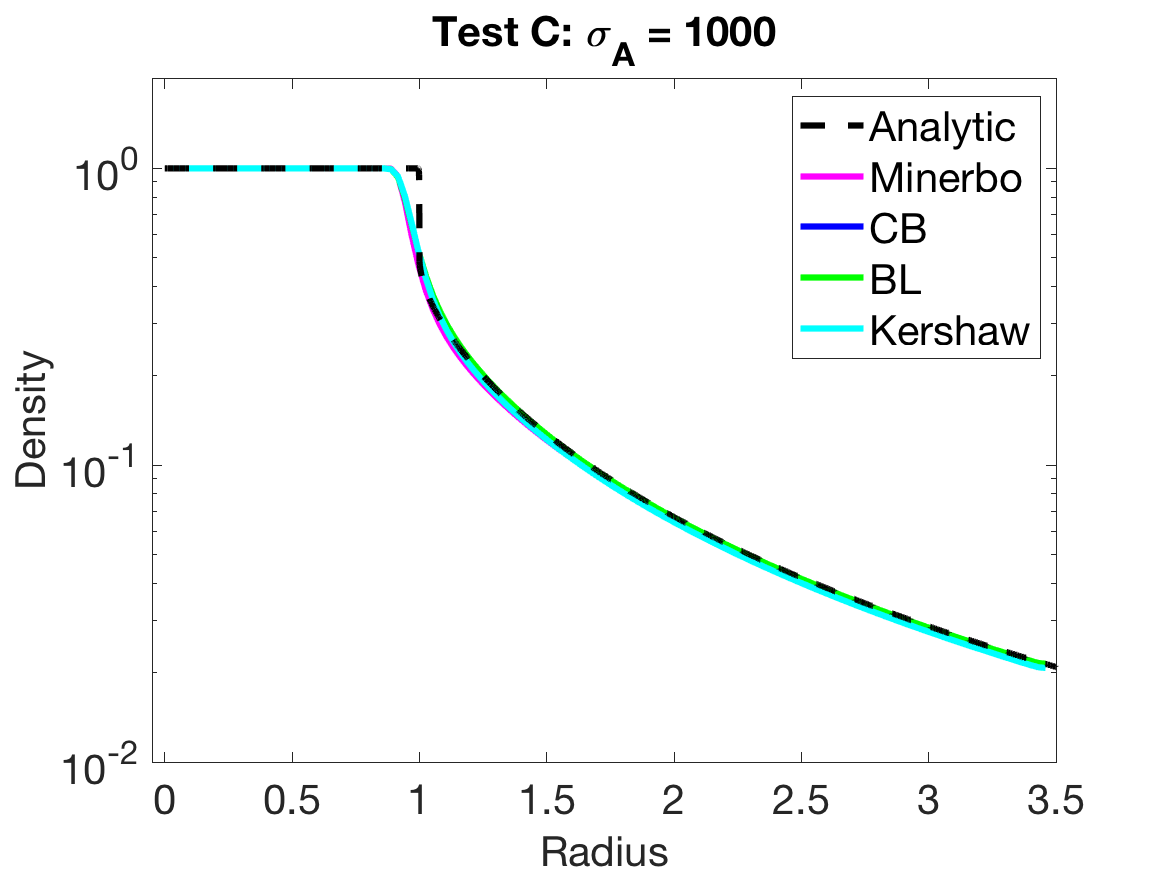 Test C: σ_A = 1000
Density
10^0
10^-1
10^-2
Analytic
Minerbo
CB
BL
Kershaw
0 0.5 1 1.5 2 2.5 3 3.5
Radius